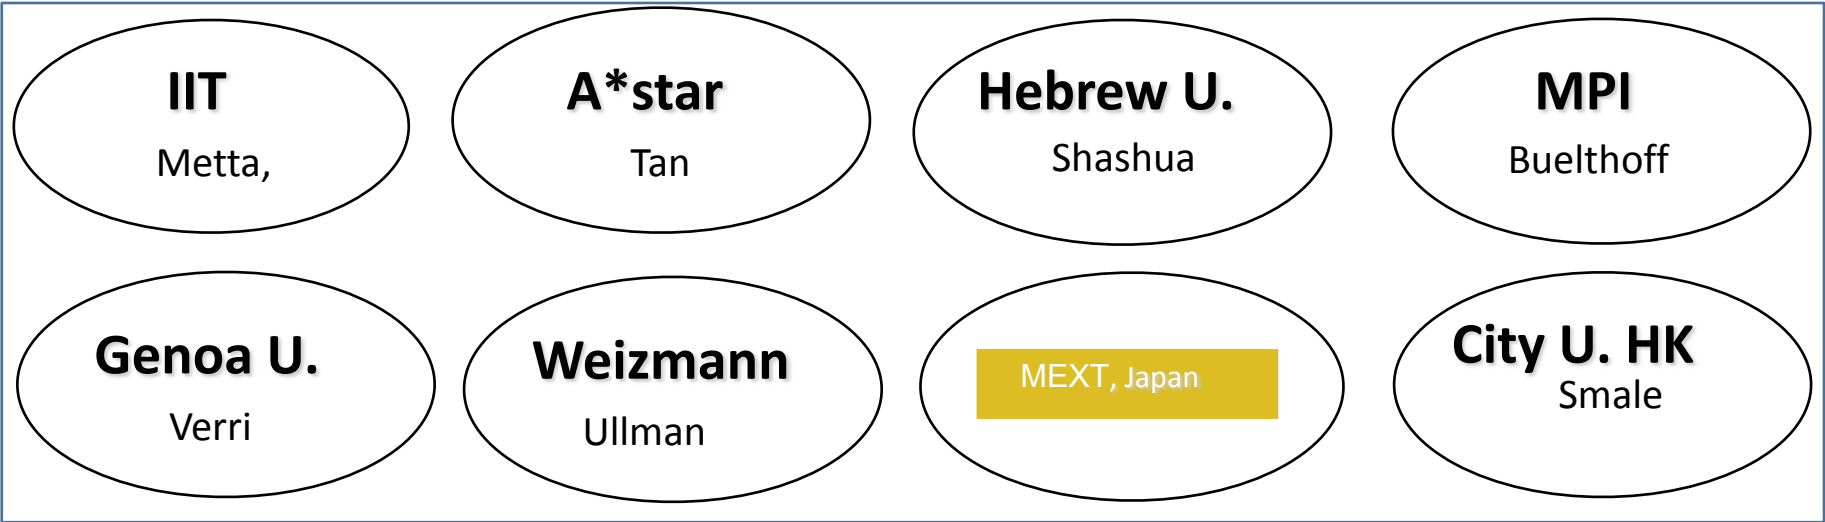 IIT
Metta,
A*star
Tan
Hebrew U.
Shashua
MPI
Buelthoff
Genoa U.
Verri
Weizmann
Ullman
MEXT, Japan
City U. HK
Smale